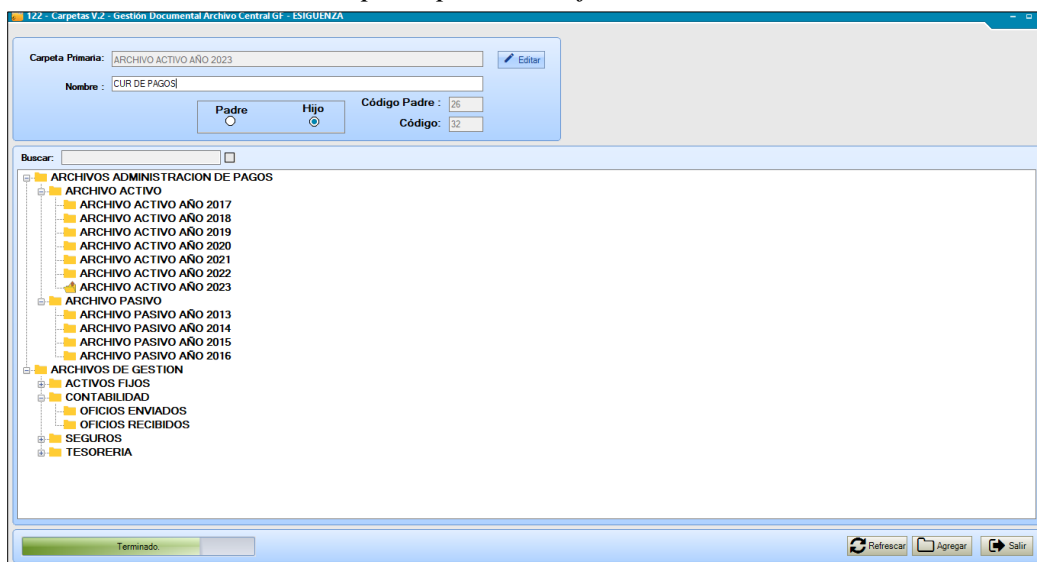 122 - Carpetas V.2 - Gestión Documental Archivo Central GF - ESIGUENZA
Carpeta Primaria: ARCHIVO ACTIVO AÑO 2023 Editar
Nombre : CUR DE PAGOS
Padre Hijo Código Padre : 26
Código: 32
Buscar:
ARCHIVOS ADMINISTRACION DE PAGOS
ARCHIVO ACTIVO
ARCHIVO ACTIVO AÑO 2017
ARCHIVO ACTIVO AÑO 2018
ARCHIVO ACTIVO AÑO 2019
ARCHIVO ACTIVO AÑO 2020
ARCHIVO ACTIVO AÑO 2021
ARCHIVO ACTIVO AÑO 2022
ARCHIVO ACTIVO AÑO 2023
ARCHIVO PASIVO
ARCHIVO PASIVO AÑO 2013
ARCHIVO PASIVO AÑO 2014
ARCHIVO PASIVO AÑO 2015
ARCHIVO PASIVO AÑO 2016
ARCHIVOS DE GESTION
ACTIVOS FIJOS
CONTABILIDAD
OFICIOS ENVIADOS
OFICIOS RECIBIDOS
SEGUROS
TESORERIA
Terminado. Refrescar Agregar Salir